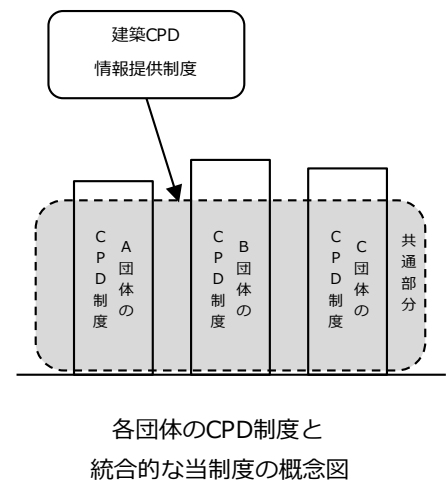 建築CPD
情報提供制度
A団体の
CPD制度
B団体の
CPD制度
C団体の
CPD制度
共通部分
各団体のCPD制度と
統合的な当制度の概念図